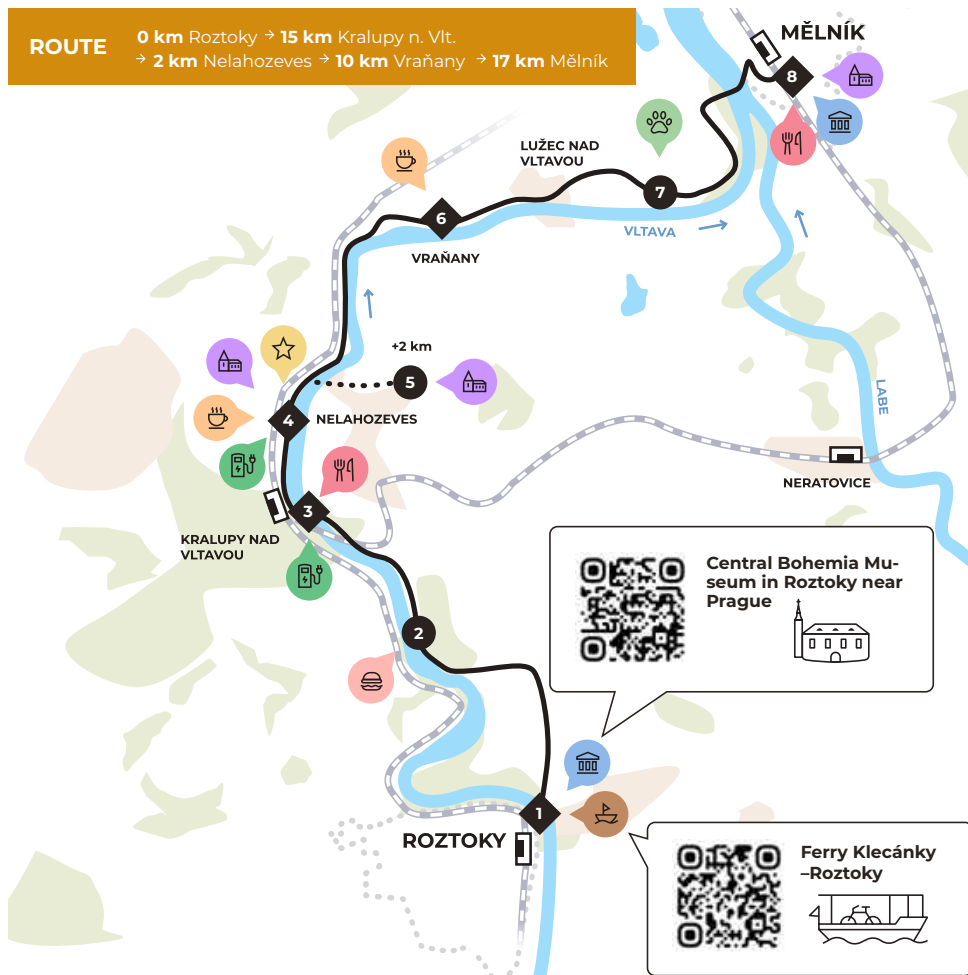 ROUTE
0 km Roztoky → 15 km Kralupy n. Vlt.
→ 2 km Nelahozeves → 10 km Vraňany → 17 km Mělník
MĚLNÍK
8
LUŽEC NAD
VLTAVOU
7
6
VLTAVA
VRAŇANY
+2 km
5
4
NELAHOZEVES
LABE
NERATOVICE
3
KRALUPY NAD
VLTAVOU
2
Central Bohemia Mu-
seum in Roztoky near
Prague
1
ROZTOKY
Ferry Klecánky
–Roztoky